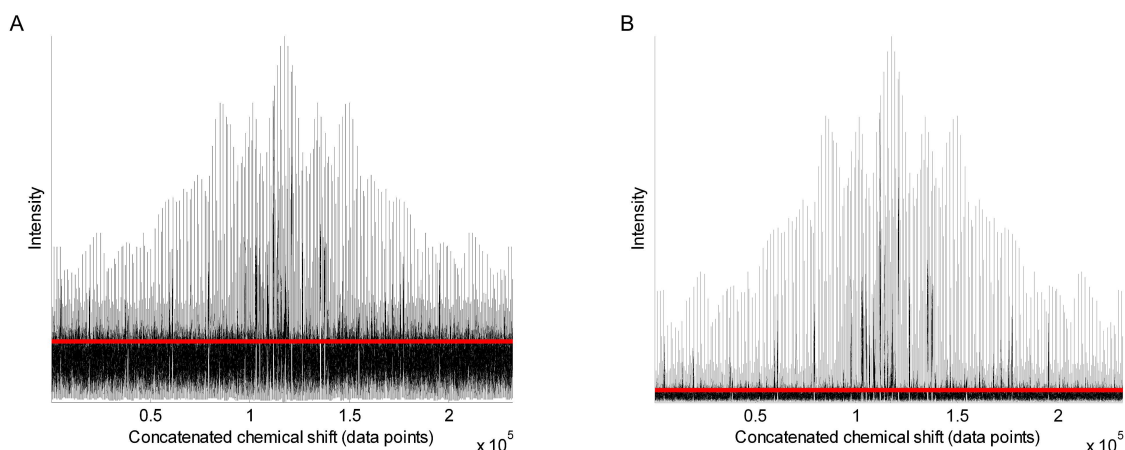 A
Intensity
0.5 1 1.5 2
Concatenated chemical shift (data points)
x 10^5
B
Intensity
0.5 1 1.5 2
Concatenated chemical shift (data points)
x 10^5